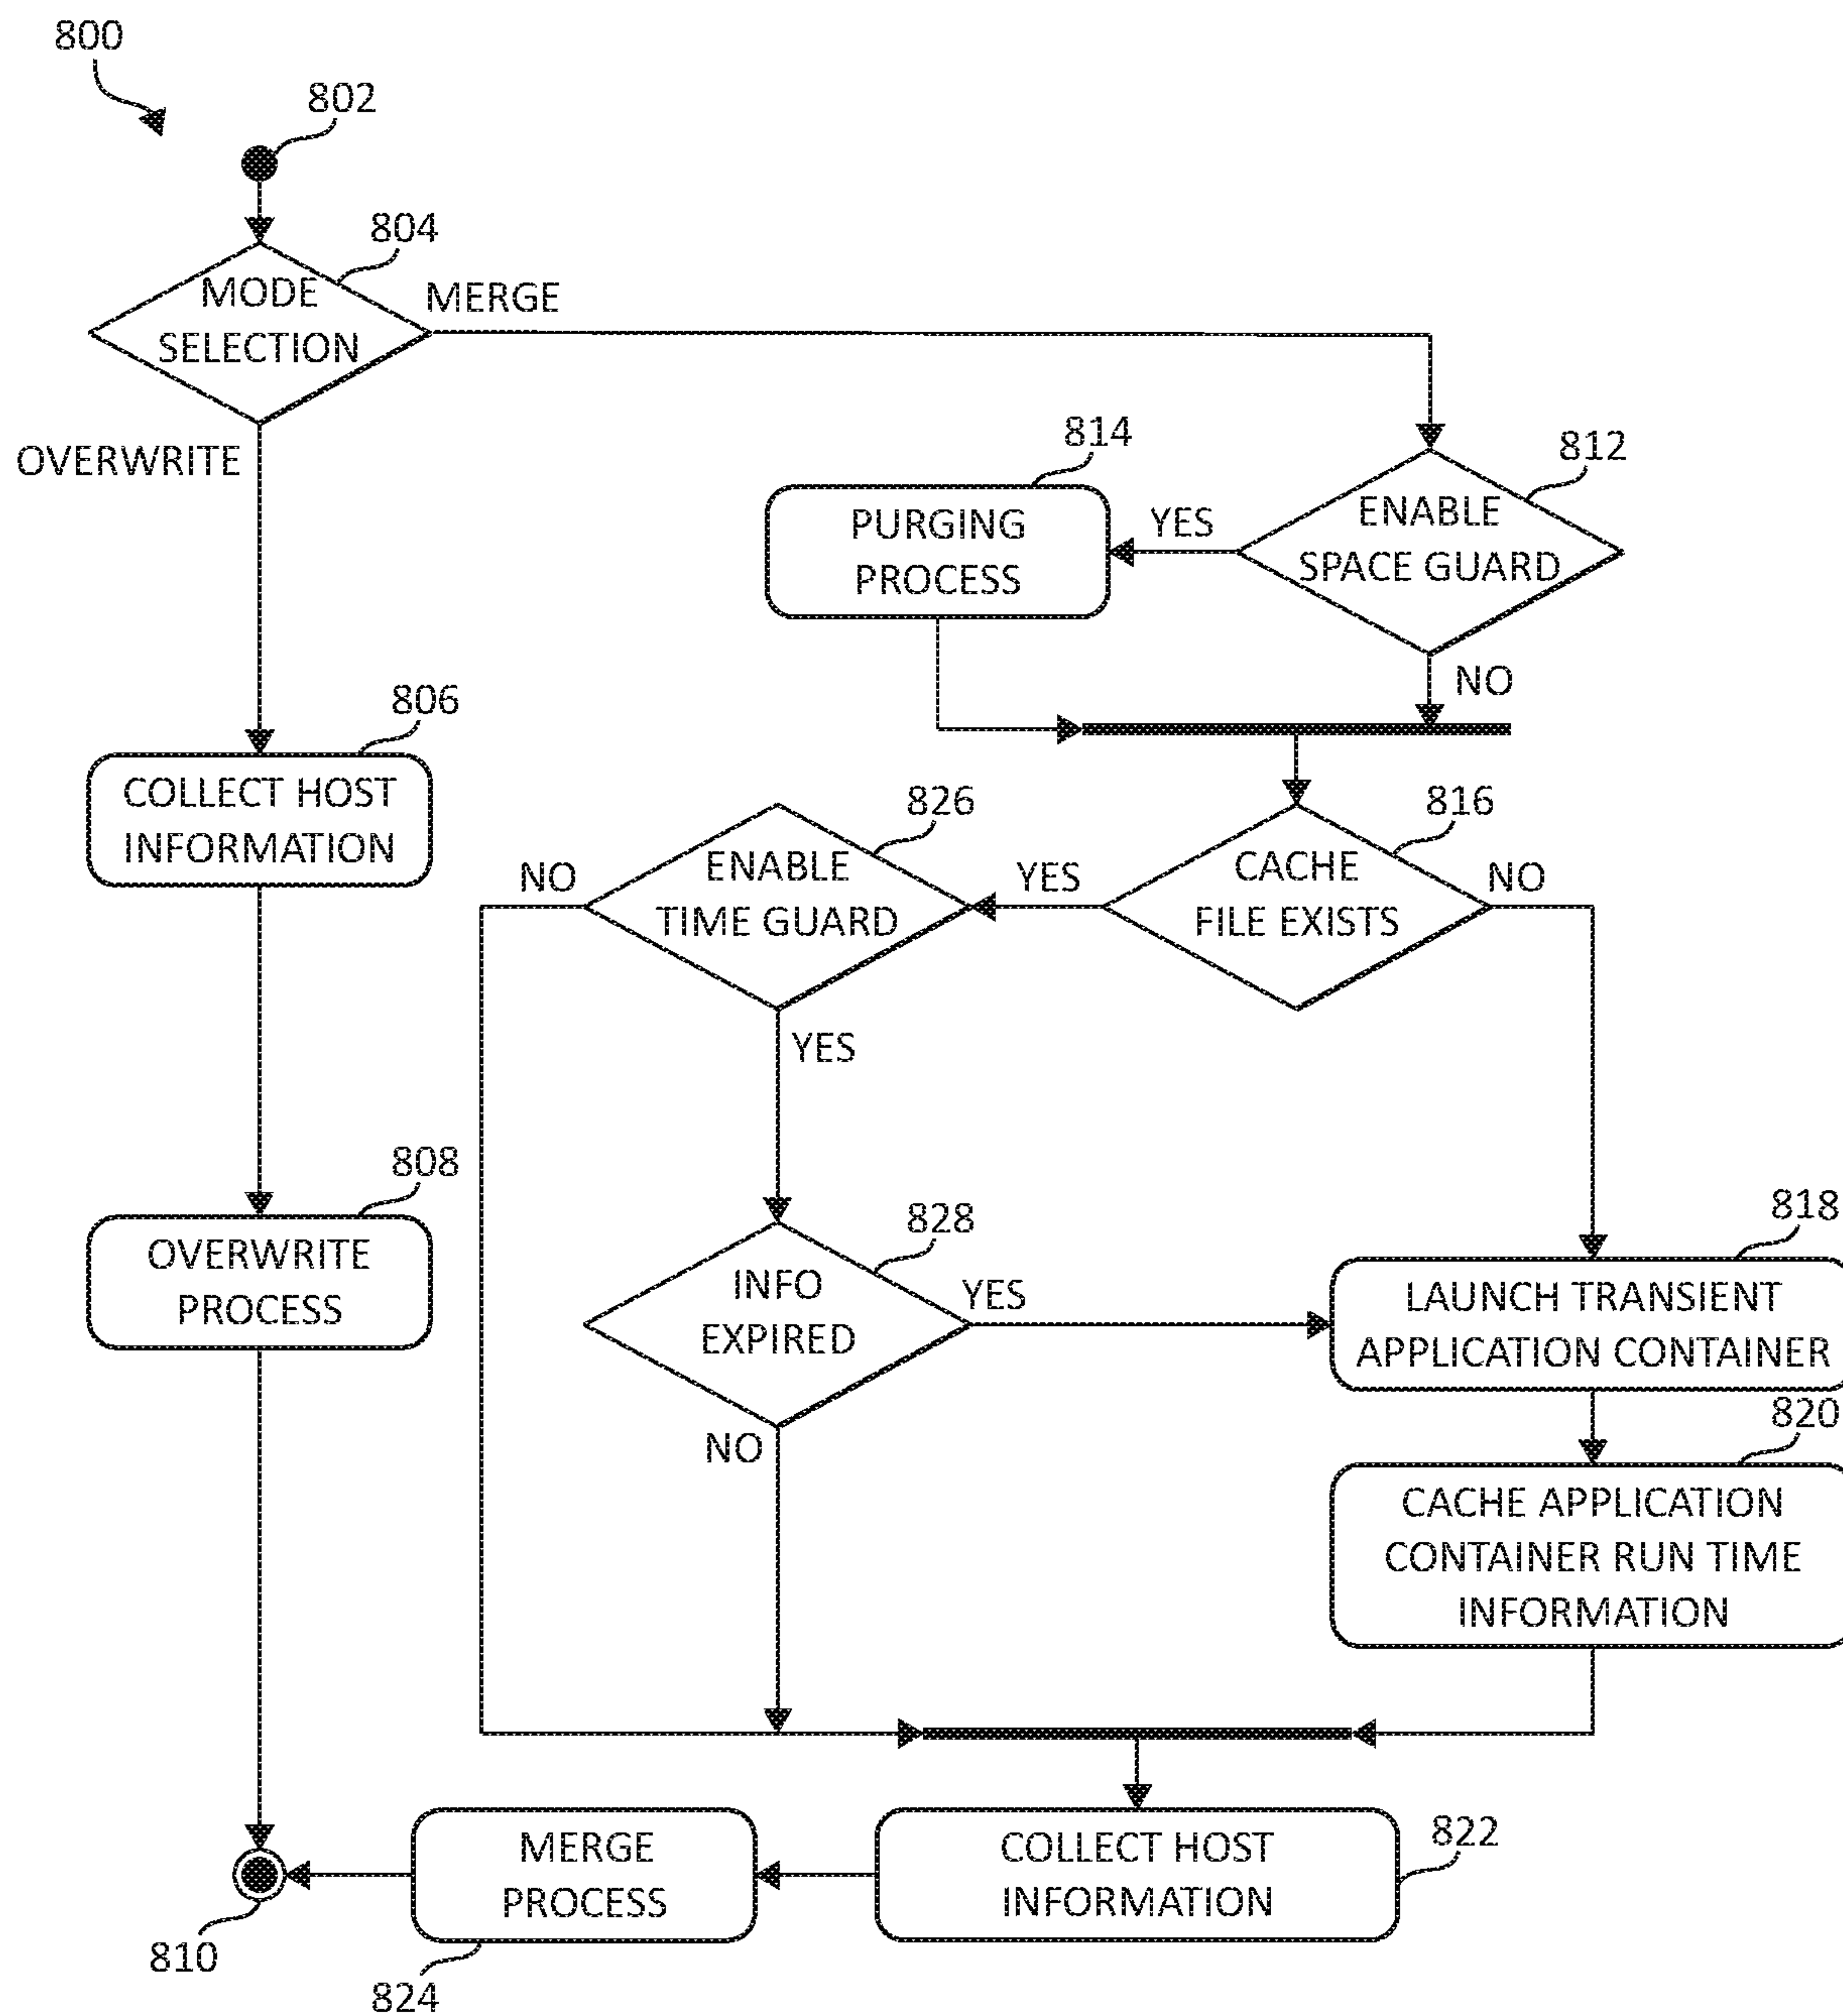 800
802
804
MODE
SELECTION
MERGE
OVERWRITE
814
812
PURGING
PROCESS
YES
ENABLE
SPACE GUARD
NO
806
COLLECT HOST
INFORMATION
826
816
NO
ENABLE
TIME GUARD
YES
CACHE
FILE EXISTS
NO
YES
808
OVERWRITE
PROCESS
828
INFO
EXPIRED
YES
818
LAUNCH TRANSIENT
APPLICATION CONTAINER
NO
820
CACHE APPLICATION
CONTAINER RUN TIME
INFORMATION
MERGE
PROCESS
COLLECT HOST
INFORMATION
822
810
824